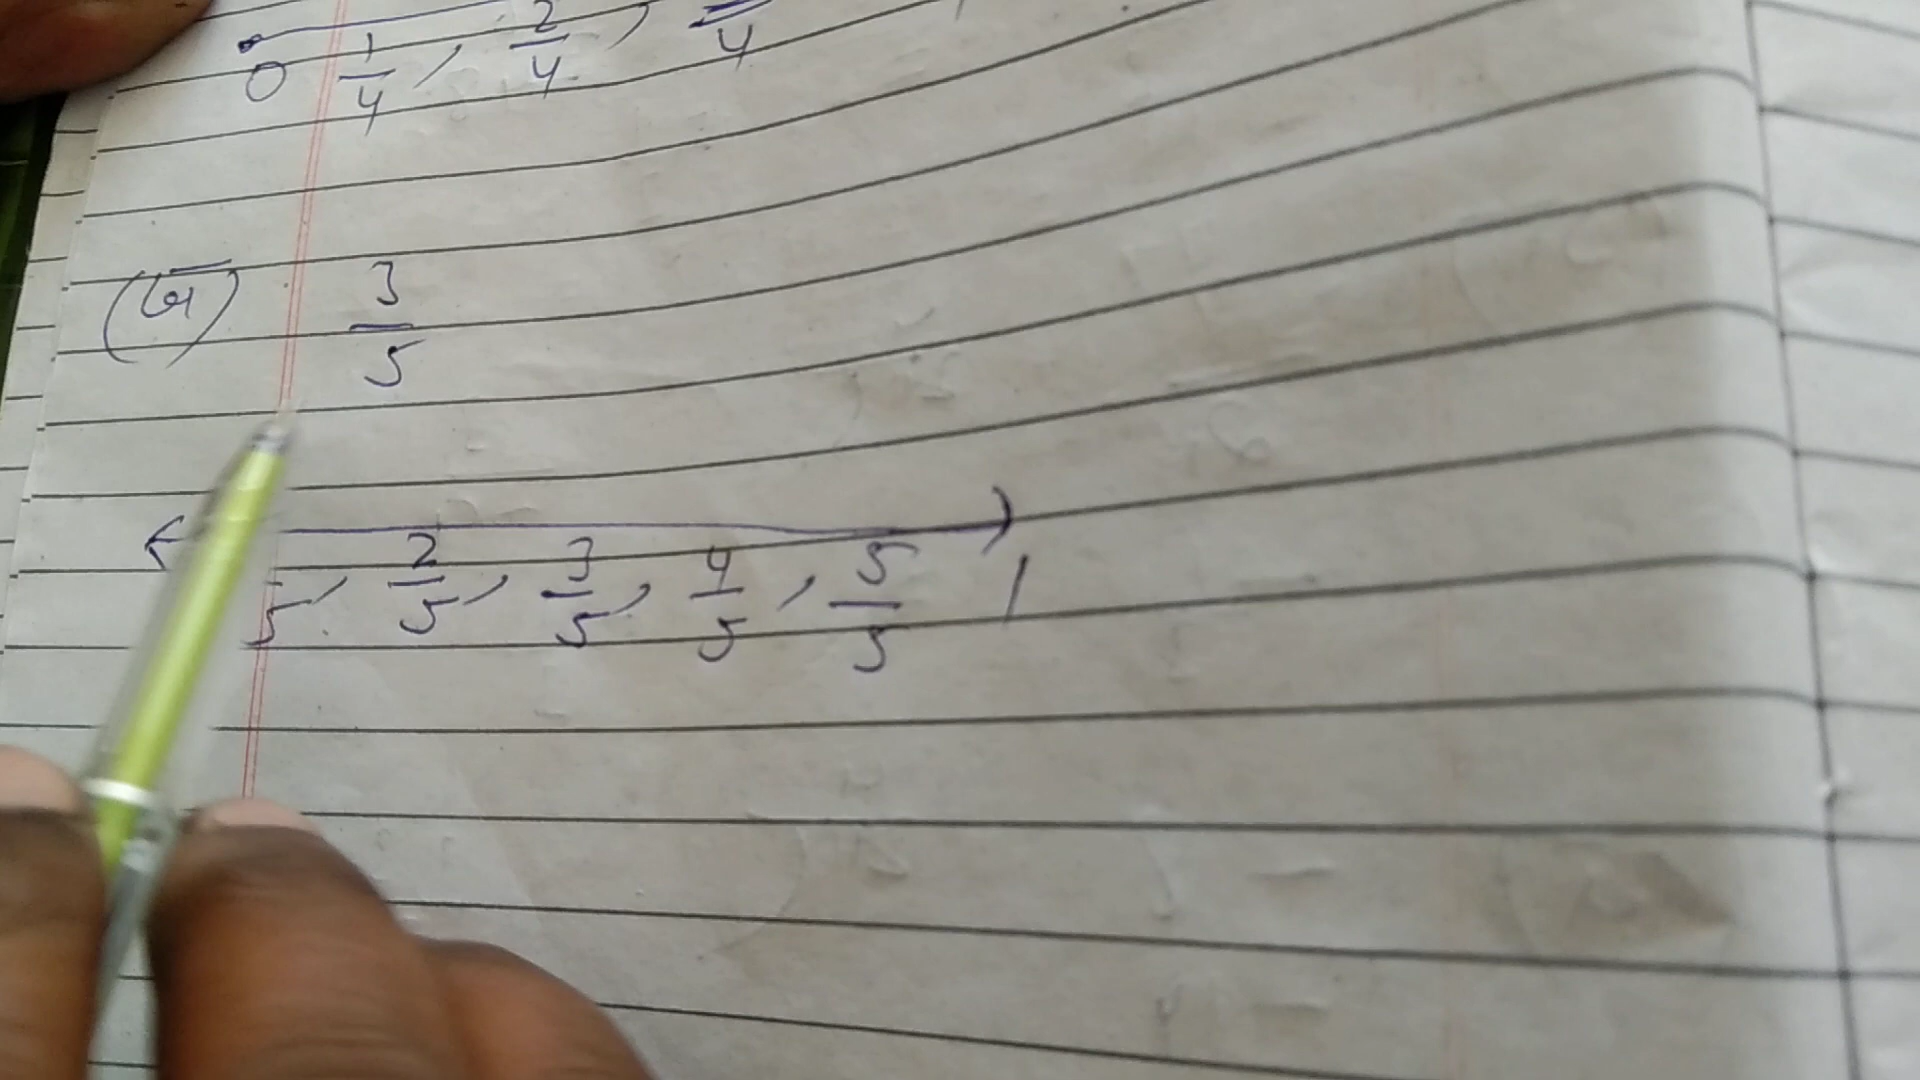 0 1/4 , 2/4 , /4
(ब) 3/5
/5 , 2/5 , 3/5 , 4/5 , 5/5 1